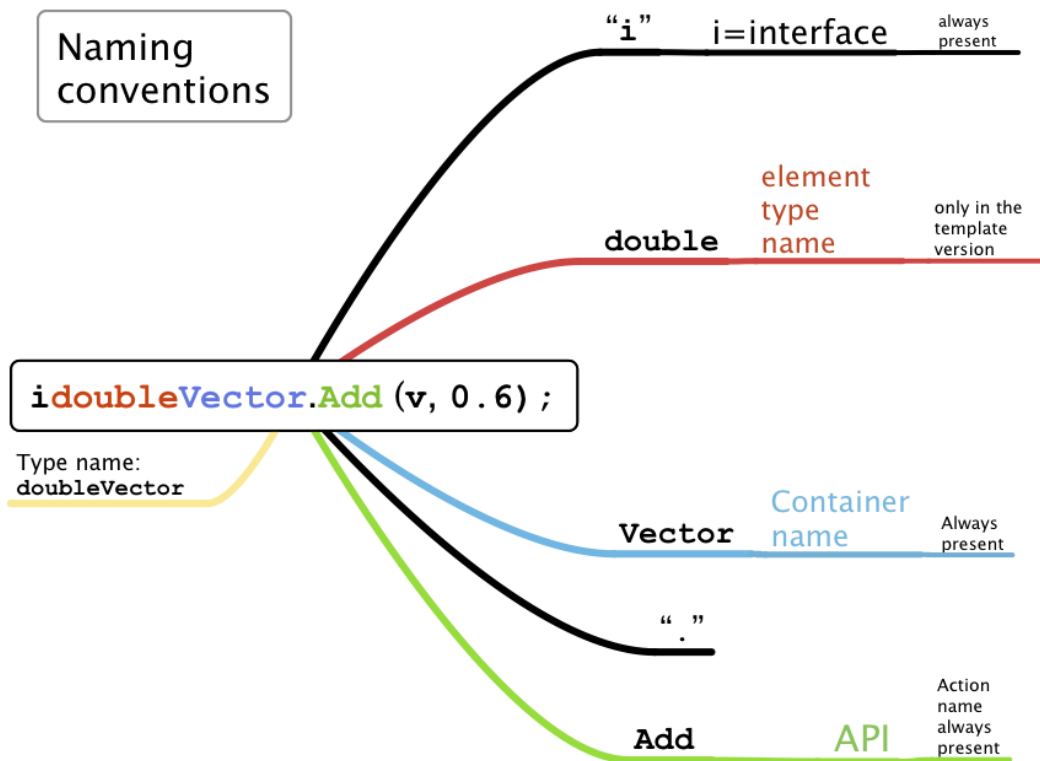 Naming
conventions
“i” i=interface
always
present
element
type
name
double
only in the
template
version
idoubleVector.Add(v, 0.6);
Type name:
doubleVector
Vector
Container
name
Always
present
“.”
Add
API
Action
name
always
present